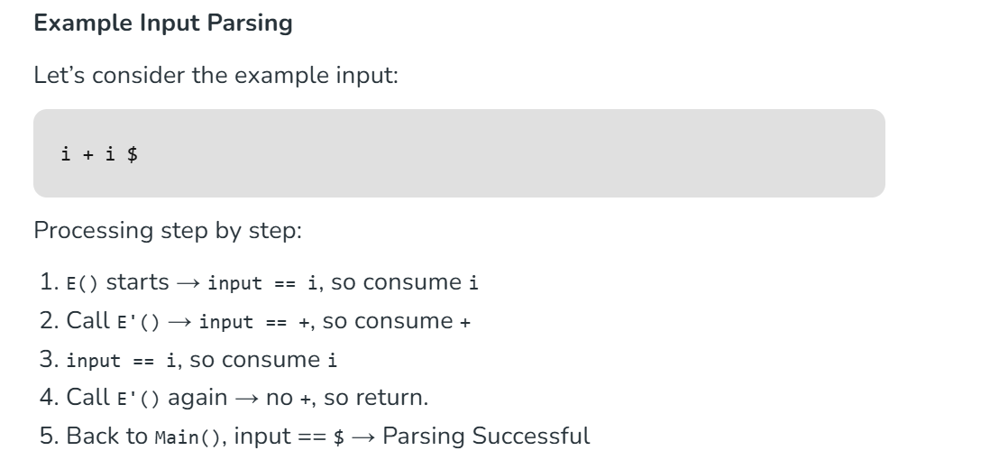 Example Input Parsing
Let’s consider the example input:
i + i $
Processing step by step:
1. E() starts → input == i, so consume i
2. Call E'() → input == +, so consume +
3. input == i, so consume i
4. Call E'() again → no +, so return.
5. Back to Main(), input == $ → Parsing Successful